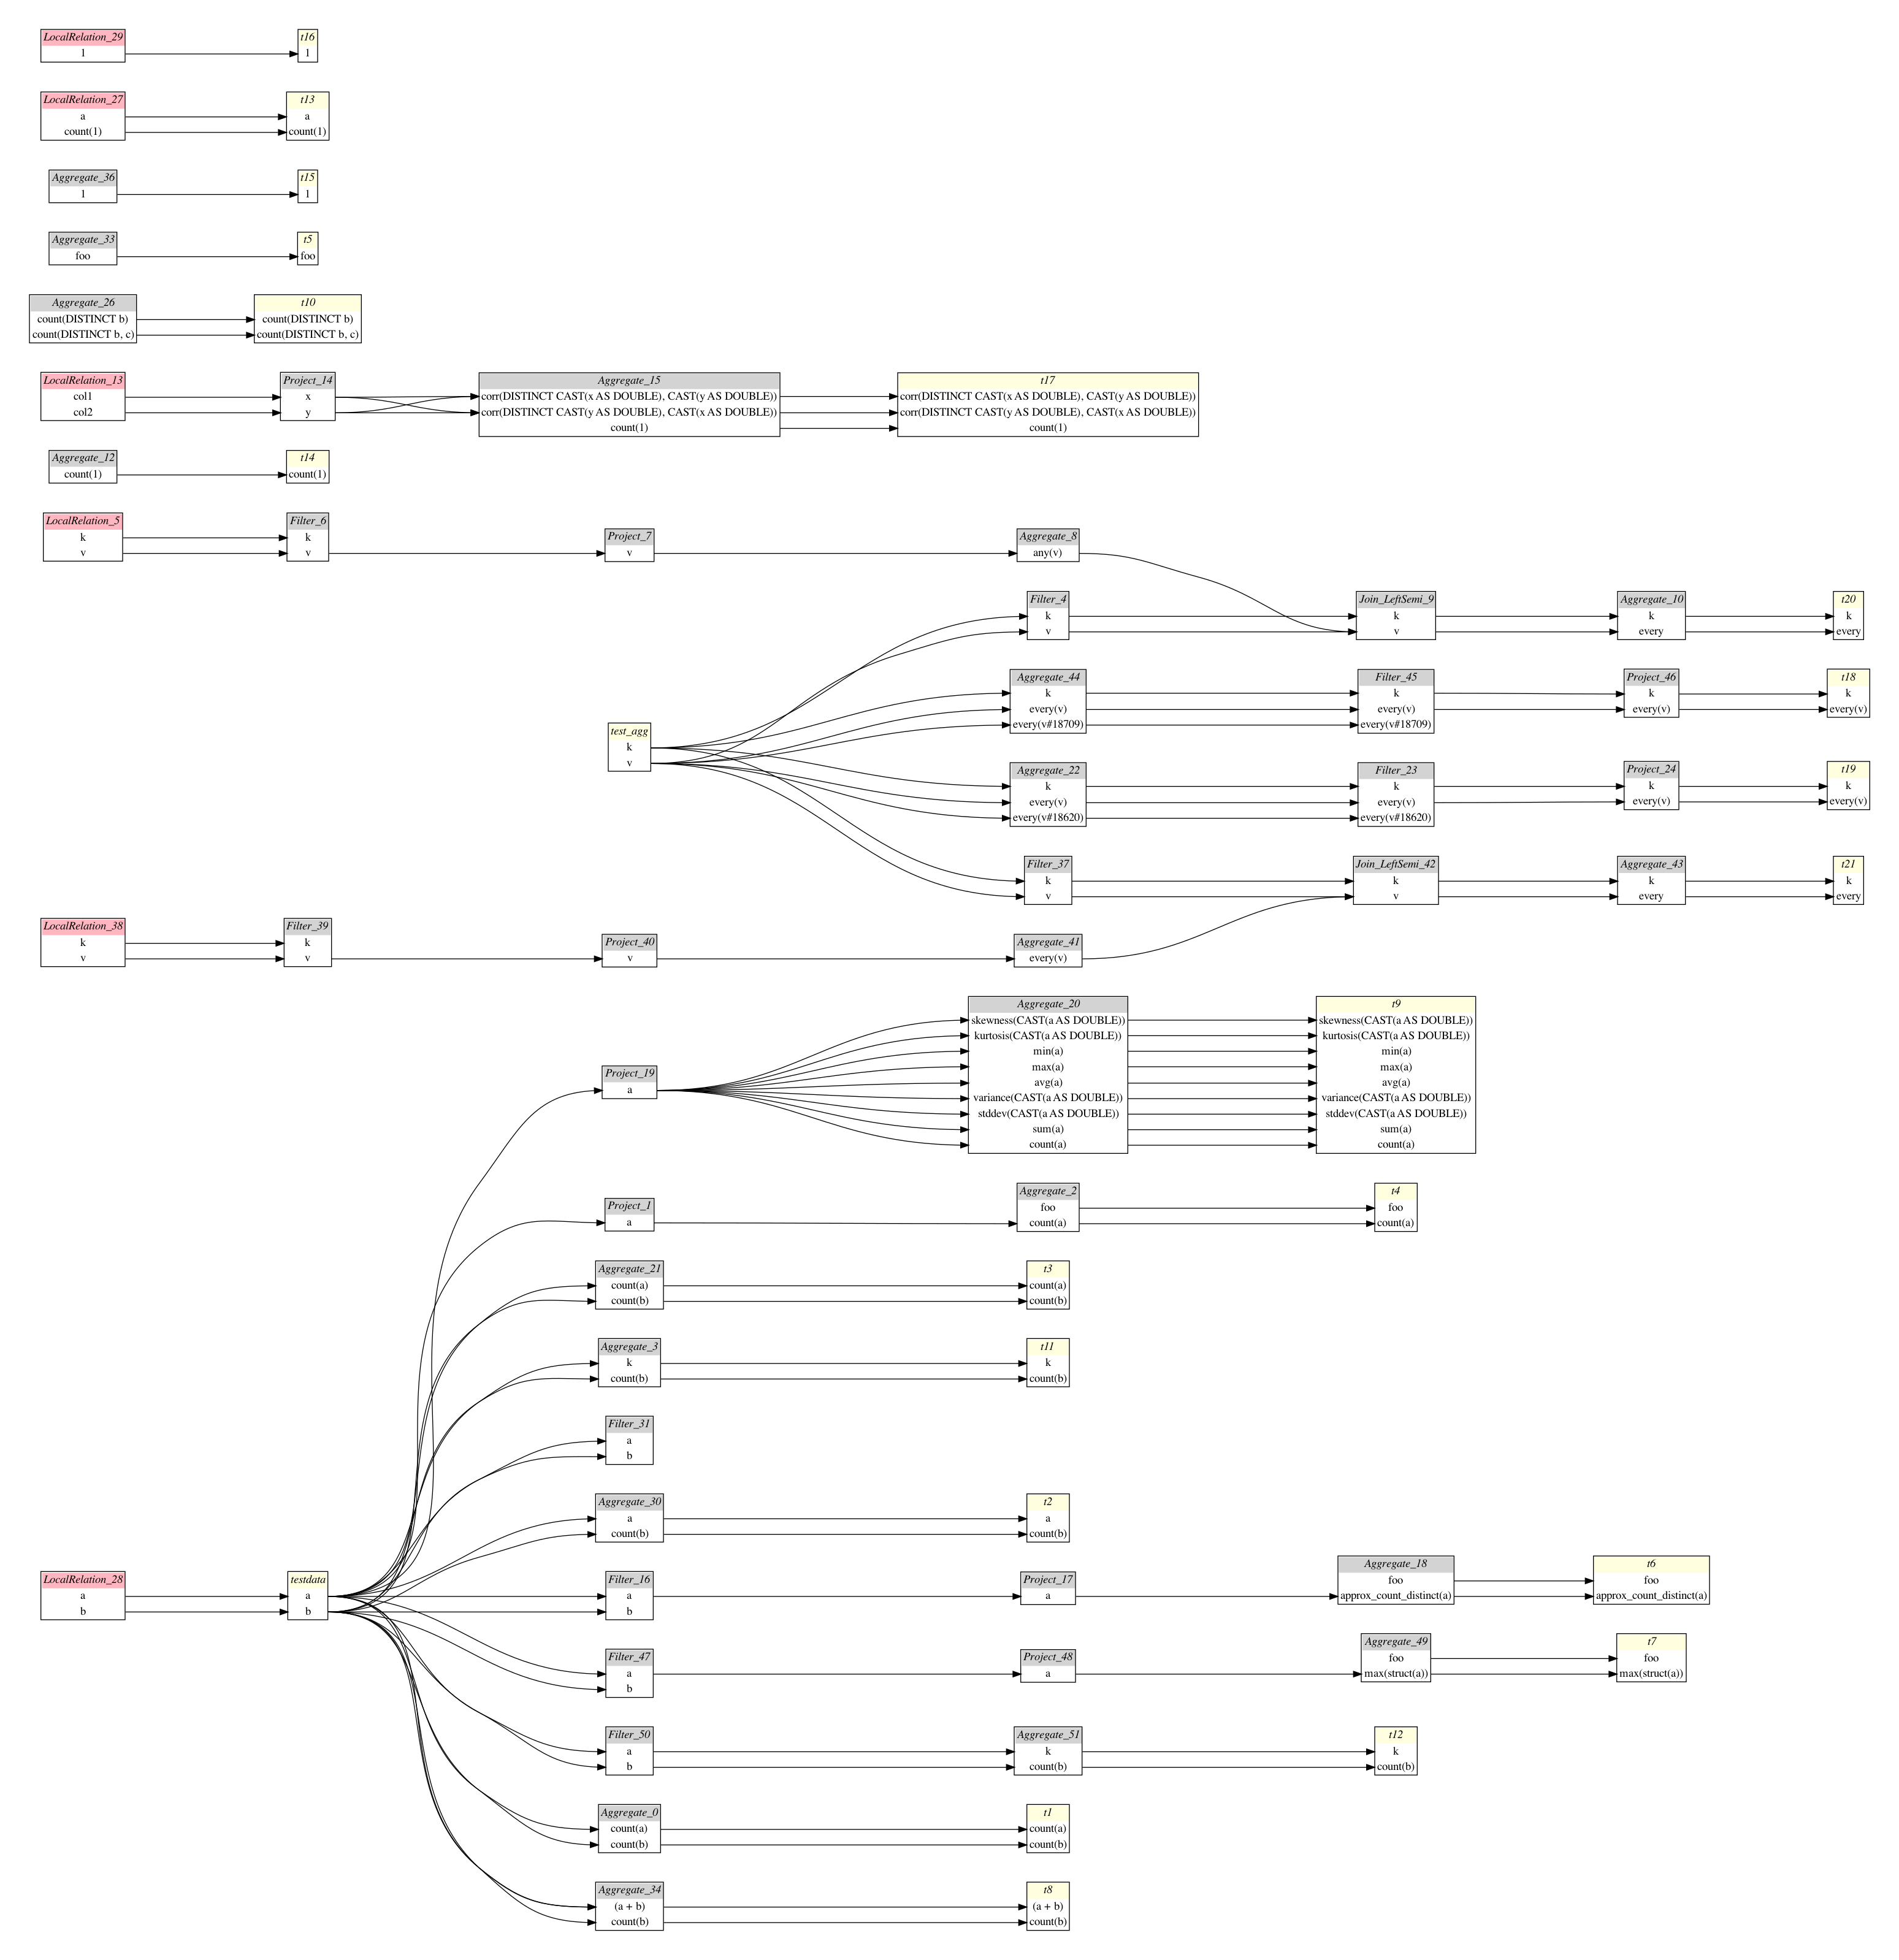 LocalRelation_29
1
t16
1
LocalRelation_27
a
count(1)
t13
a
count(1)
Aggregate_36
1
t15
1
Aggregate_33
foo
t5
foo
Aggregate_26
count(DISTINCT b)
count(DISTINCT b, c)
t10
count(DISTINCT b)
count(DISTINCT b, c)
LocalRelation_13
col1
col2
Project_14
x
y
Aggregate_15
corr(DISTINCT CAST(x AS DOUBLE), CAST(y AS DOUBLE))
corr(DISTINCT CAST(y AS DOUBLE), CAST(x AS DOUBLE))
count(1)
t17
corr(DISTINCT CAST(x AS DOUBLE), CAST(y AS DOUBLE))
corr(DISTINCT CAST(y AS DOUBLE), CAST(x AS DOUBLE))
count(1)
Aggregate_12
count(1)
t14
count(1)
LocalRelation_5
k
v
Filter_6
k
v
Project_7
v
Aggregate_8
any(v)
Filter_4
k
v
Join_LeftSemi_9
k
v
Aggregate_10
k
every
t20
k
every
test_agg
k
v
Aggregate_44
k
every(v)
every(v#18709)
Filter_45
k
every(v)
every(v#18709)
Project_46
k
every(v)
t18
k
every(v)
Aggregate_22
k
every(v)
every(v#18620)
Filter_23
k
every(v)
every(v#18620)
Project_24
k
every(v)
t19
k
every(v)
Filter_37
k
v
Join_LeftSemi_42
k
v
Aggregate_43
k
every
t21
k
every
LocalRelation_38
k
v
Filter_39
k
v
Project_40
v
Aggregate_41
every(v)
Project_19
a
Aggregate_20
skewness(CAST(a AS DOUBLE))
kurtosis(CAST(a AS DOUBLE))
min(a)
max(a)
avg(a)
variance(CAST(a AS DOUBLE))
stddev(CAST(a AS DOUBLE))
sum(a)
count(a)
t9
skewness(CAST(a AS DOUBLE))
kurtosis(CAST(a AS DOUBLE))
min(a)
max(a)
avg(a)
variance(CAST(a AS DOUBLE))
stddev(CAST(a AS DOUBLE))
sum(a)
count(a)
Project_1
a
Aggregate_2
foo
count(a)
t4
foo
count(a)
Aggregate_21
count(a)
count(b)
t3
count(a)
count(b)
Aggregate_3
k
count(b)
t11
k
count(b)
Filter_31
a
b
Aggregate_30
a
count(b)
t2
a
count(b)
LocalRelation_28
a
b
testdata
a
b
Filter_16
a
b
Project_17
a
Aggregate_18
foo
approx_count_distinct(a)
t6
foo
approx_count_distinct(a)
Filter_47
a
b
Project_48
a
Aggregate_49
foo
max(struct(a))
t7
foo
max(struct(a))
Filter_50
a
b
Aggregate_51
k
count(b)
t12
k
count(b)
Aggregate_0
count(a)
count(b)
t1
count(a)
count(b)
Aggregate_34
(a + b)
count(b)
t8
(a + b)
count(b)